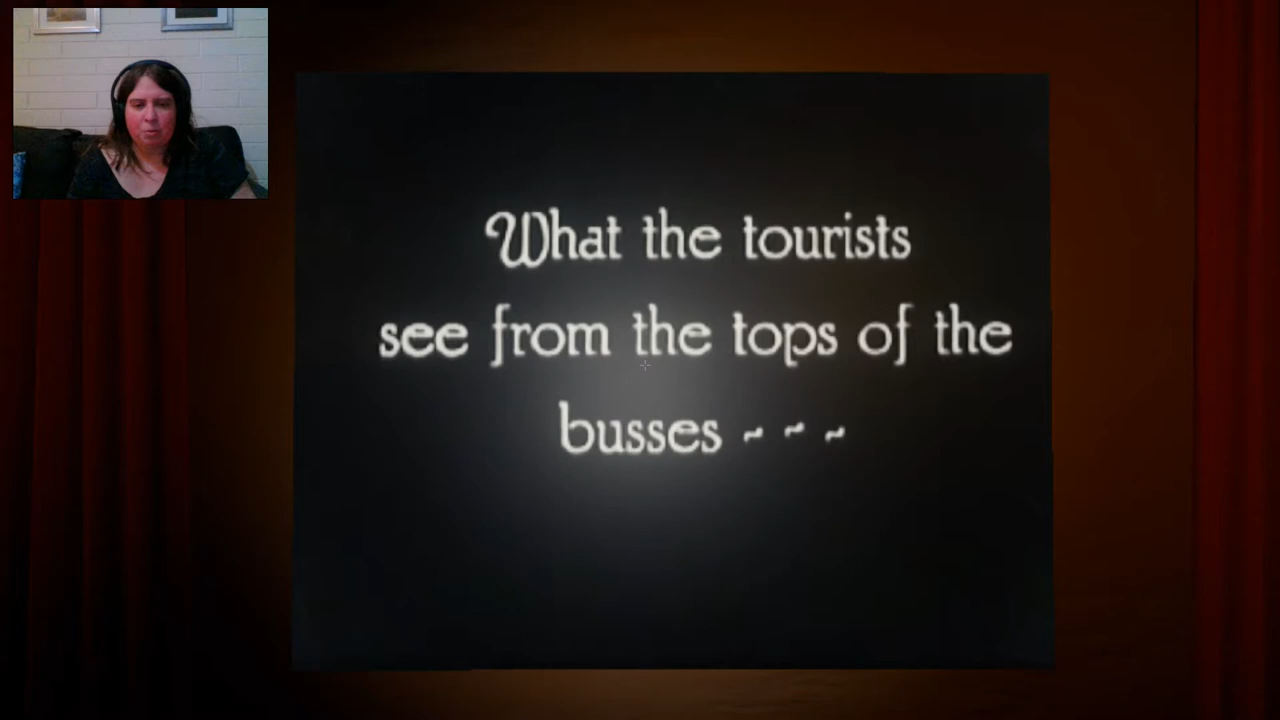 What the tourists
see from the tops of the
busses - - -